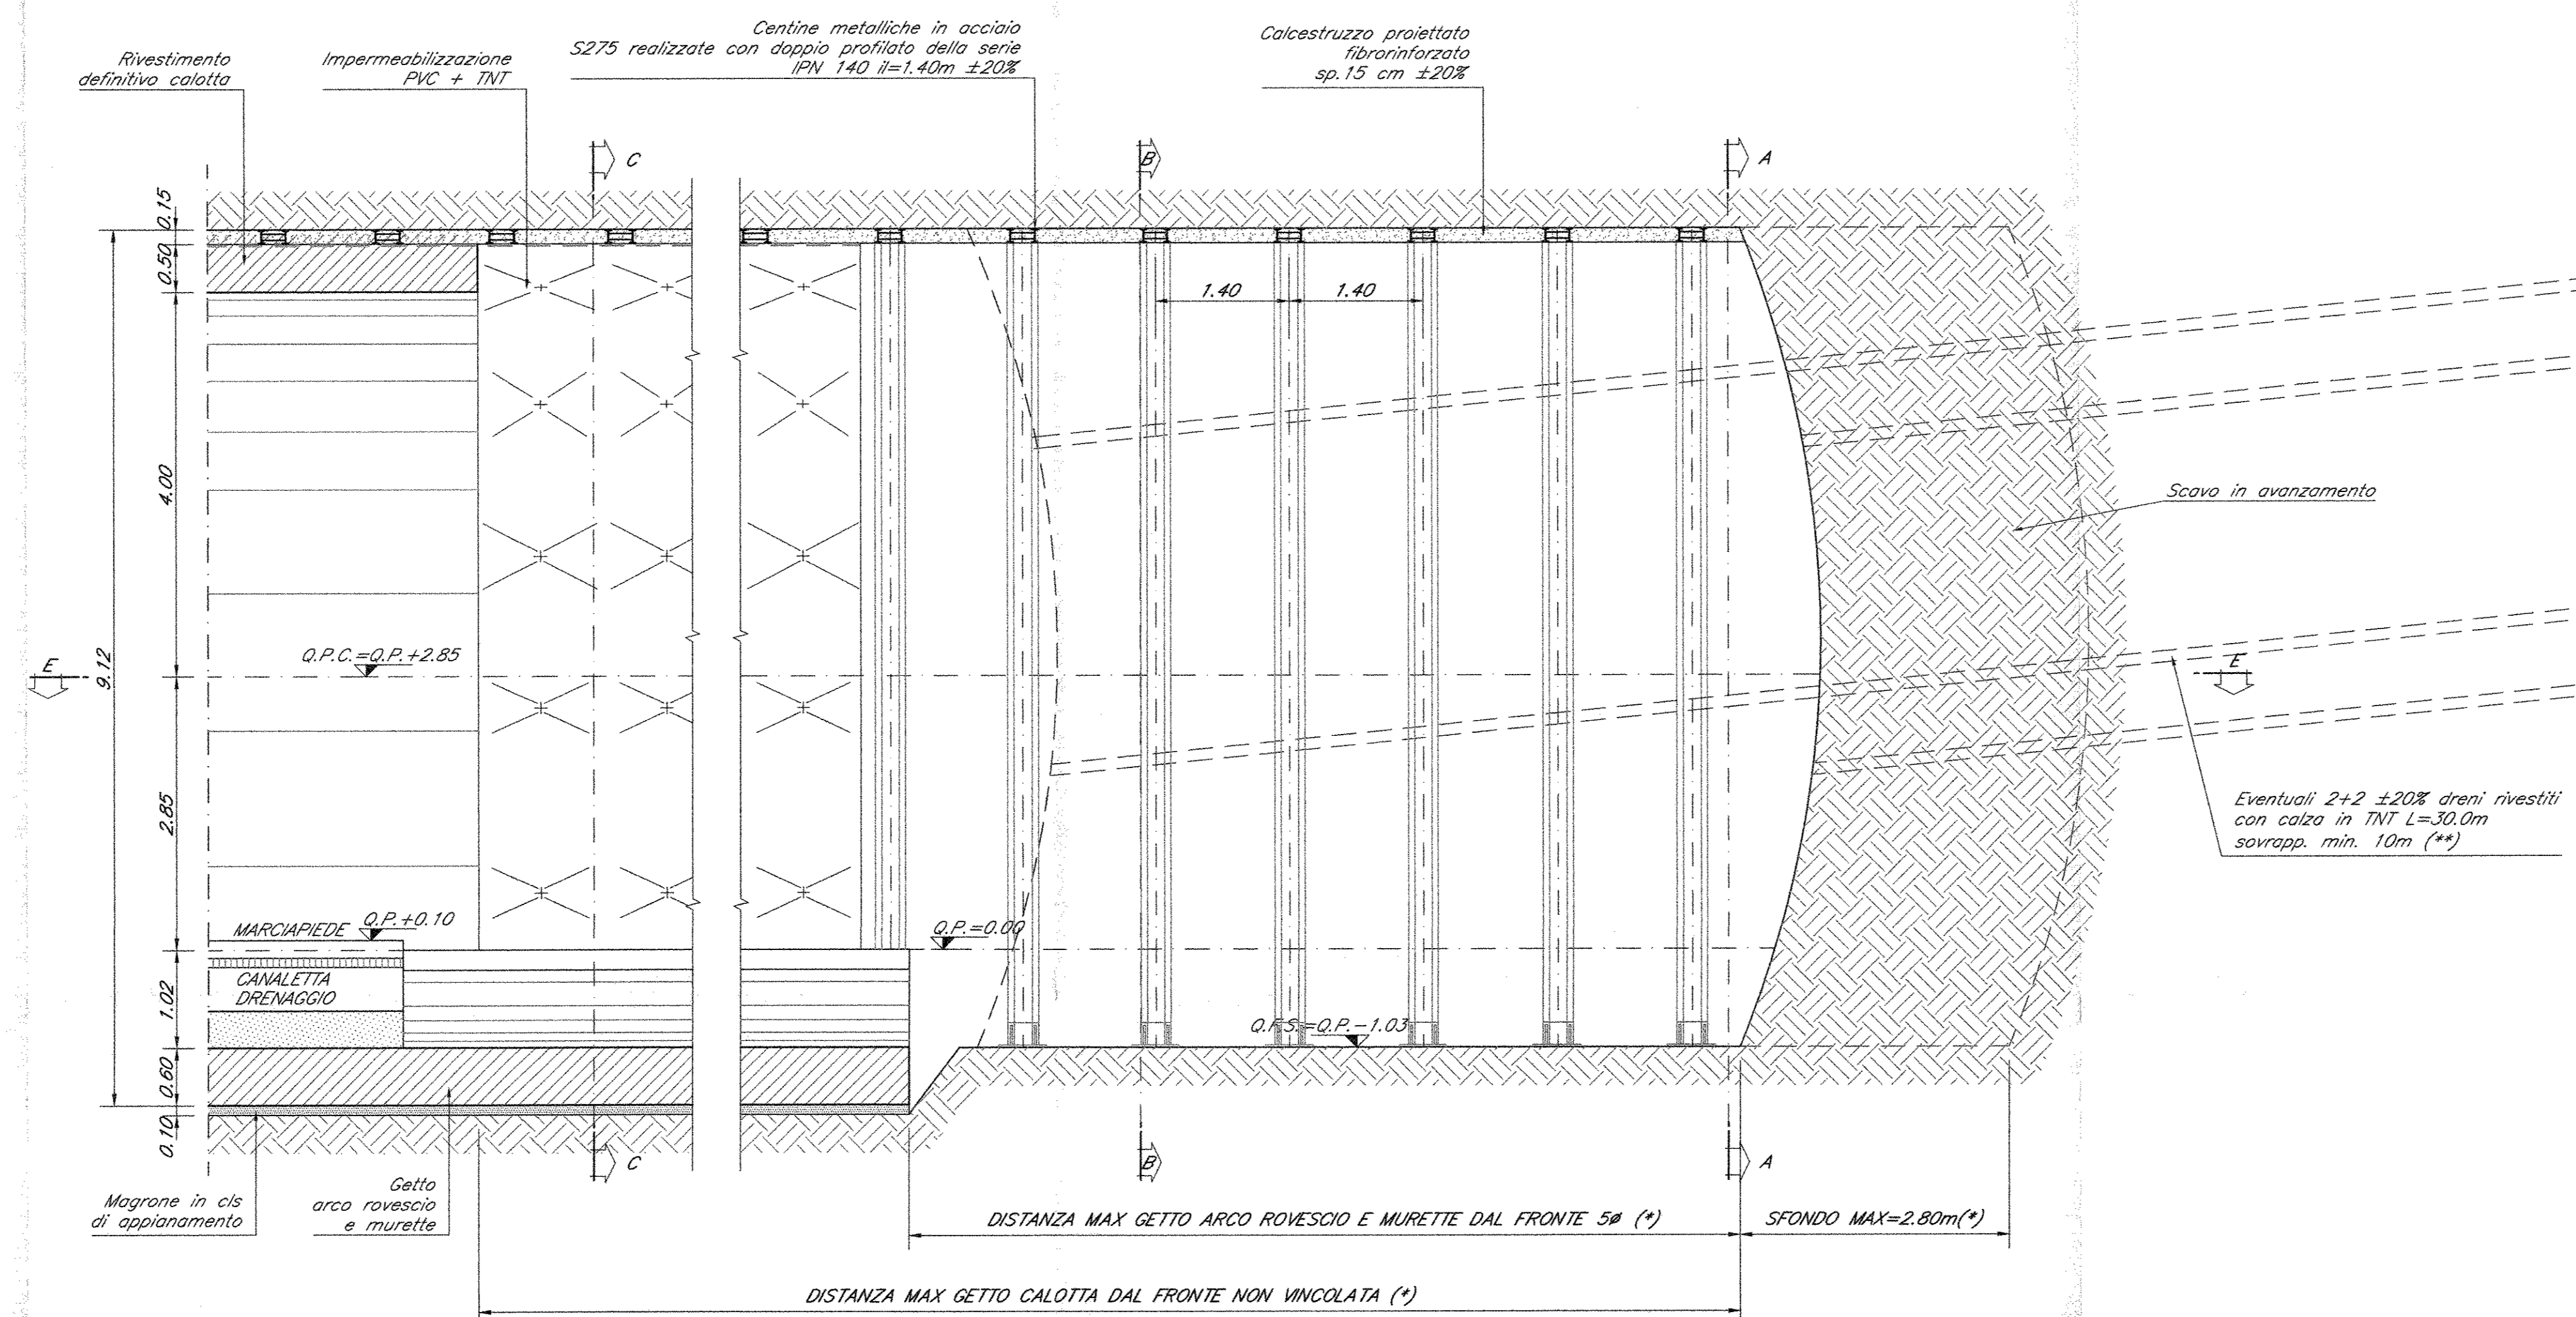 Rivestimento
definitivo calotta
Impermeabilizzazione
PVC + TNT
Centine metalliche in acciaio
S275 realizzate con doppio profilato della serie
IPN 140 il=1.40m ±20%
Calcestruzzo proiettato
fibrorinforzato
sp.15 cm ±20%
C
B
A
0.15
0.50
4.00
2.85
1.02
0.60
0.10
9.12
1.40
1.40
Scavo in avanzamento
Q.P.C.=Q.P.+2.85
E
E
Eventuali 2+2 ±20% dreni rivestiti
con calza in TNT L=30.0m
sovrapp. min. 10m (**)
MARCIAPIEDE
Q.P.+0.10
Q.P.=0.00
CANALETTA
DRENAGGIO
Q.F.S.=Q.P.-1.03
C
B
A
Magrone in cls
di appianamento
Getto
arco rovescio
e murette
DISTANZA MAX GETTO ARCO ROVESCIO E MURETTE DAL FRONTE 5ø (*)
SFONDO MAX=2.80m(*)
DISTANZA MAX GETTO CALOTTA DAL FRONTE NON VINCOLATA (*)